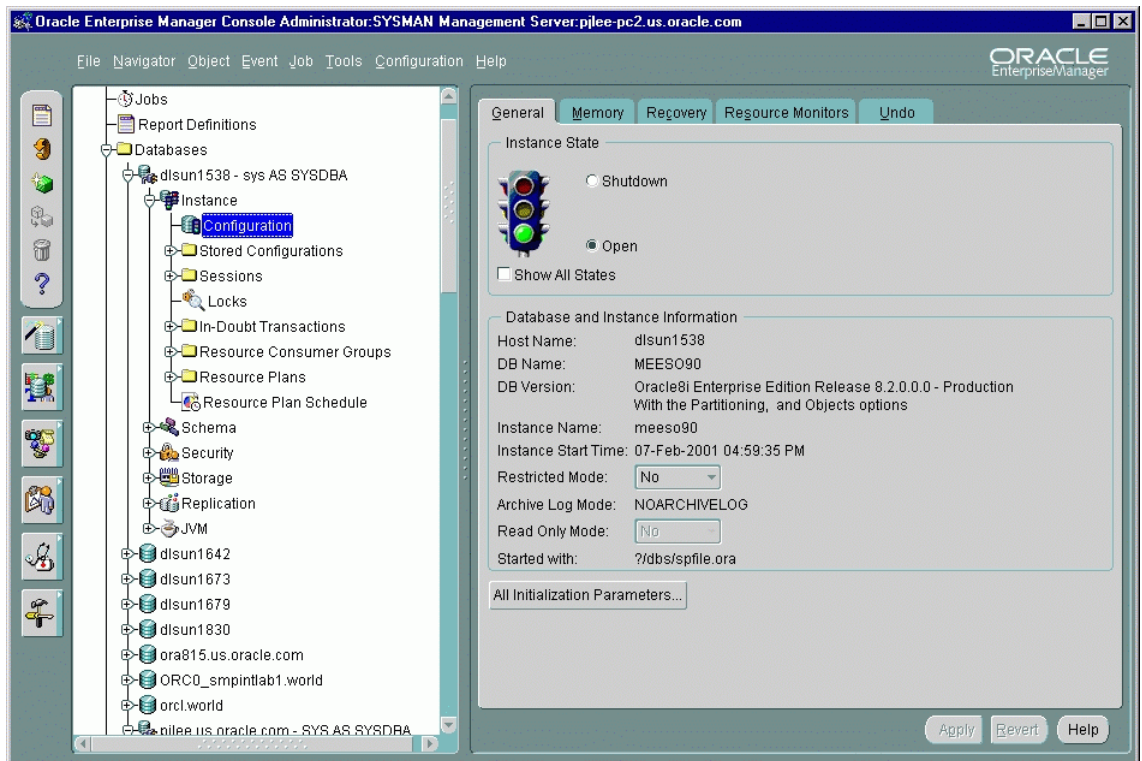 Oracle Enterprise Manager Console Administrator:SYSMAN Management Server:pjlee-pc2.us.oracle.com
File Navigator Object Event Job Tools Configuration Help
ORACLE
EnterpriseManager
Jobs
Report Definitions
Databases
dlsun1538 - sys AS SYSDBA
Instance
Configuration
Stored Configurations
Sessions
Locks
In-Doubt Transactions
Resource Consumer Groups
Resource Plans
Resource Plan Schedule
Schema
Security
Storage
Replication
JVM
dlsun1642
dlsun1673
dlsun1679
dlsun1830
ora815.us.oracle.com
ORC0_smpintlab1.world
orcl.world
pjlee.us.oracle.com - SYS AS SYSDBA
General Memory Recovery Resource Monitors Undo
Instance State
Shutdown
Open
Show All States
Database and Instance Information
Host Name: dlsun1538
DB Name: MEESO90
DB Version: Oracle8i Enterprise Edition Release 8.2.0.0.0 - Production
With the Partitioning, and Objects options
Instance Name: meeso90
Instance Start Time: 07-Feb-2001 04:59:35 PM
Restricted Mode: No
Archive Log Mode: NOARCHIVELOG
Read Only Mode: No
Started with: ?/dbs/spfile.ora
All Initialization Parameters...
Apply Revert Help